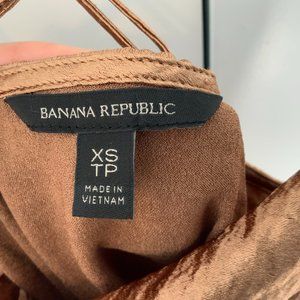 BANANA REPUBLIC
XS
TP
MADE IN
VIETNAM